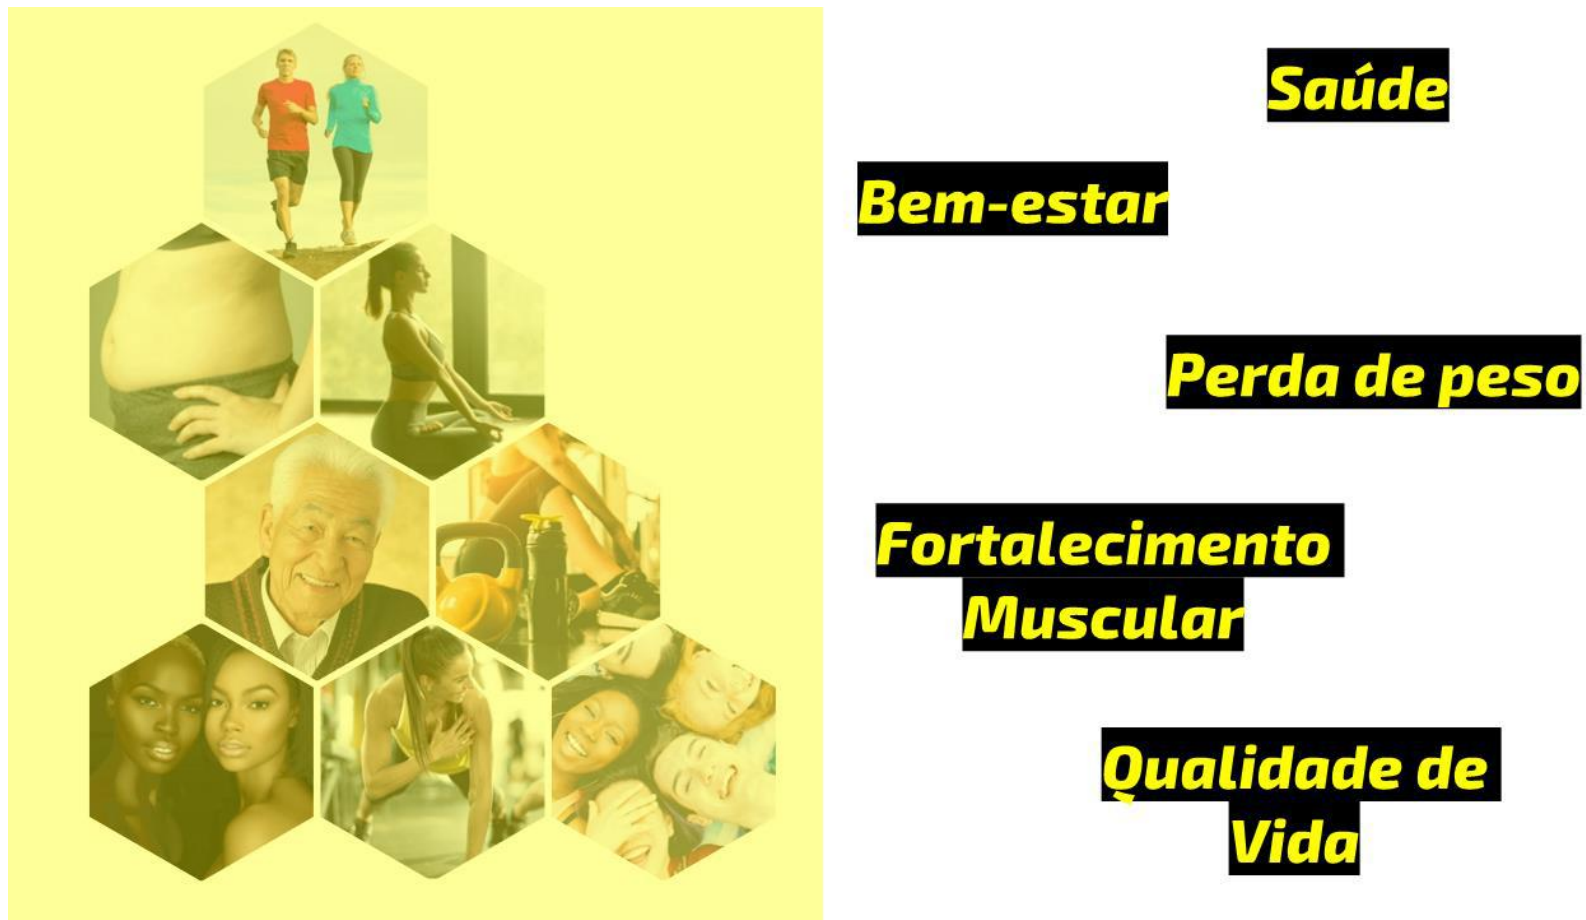 Saúde
Bem-estar
Perda de peso
Fortalecimento
Muscular
Qualidade de
Vida